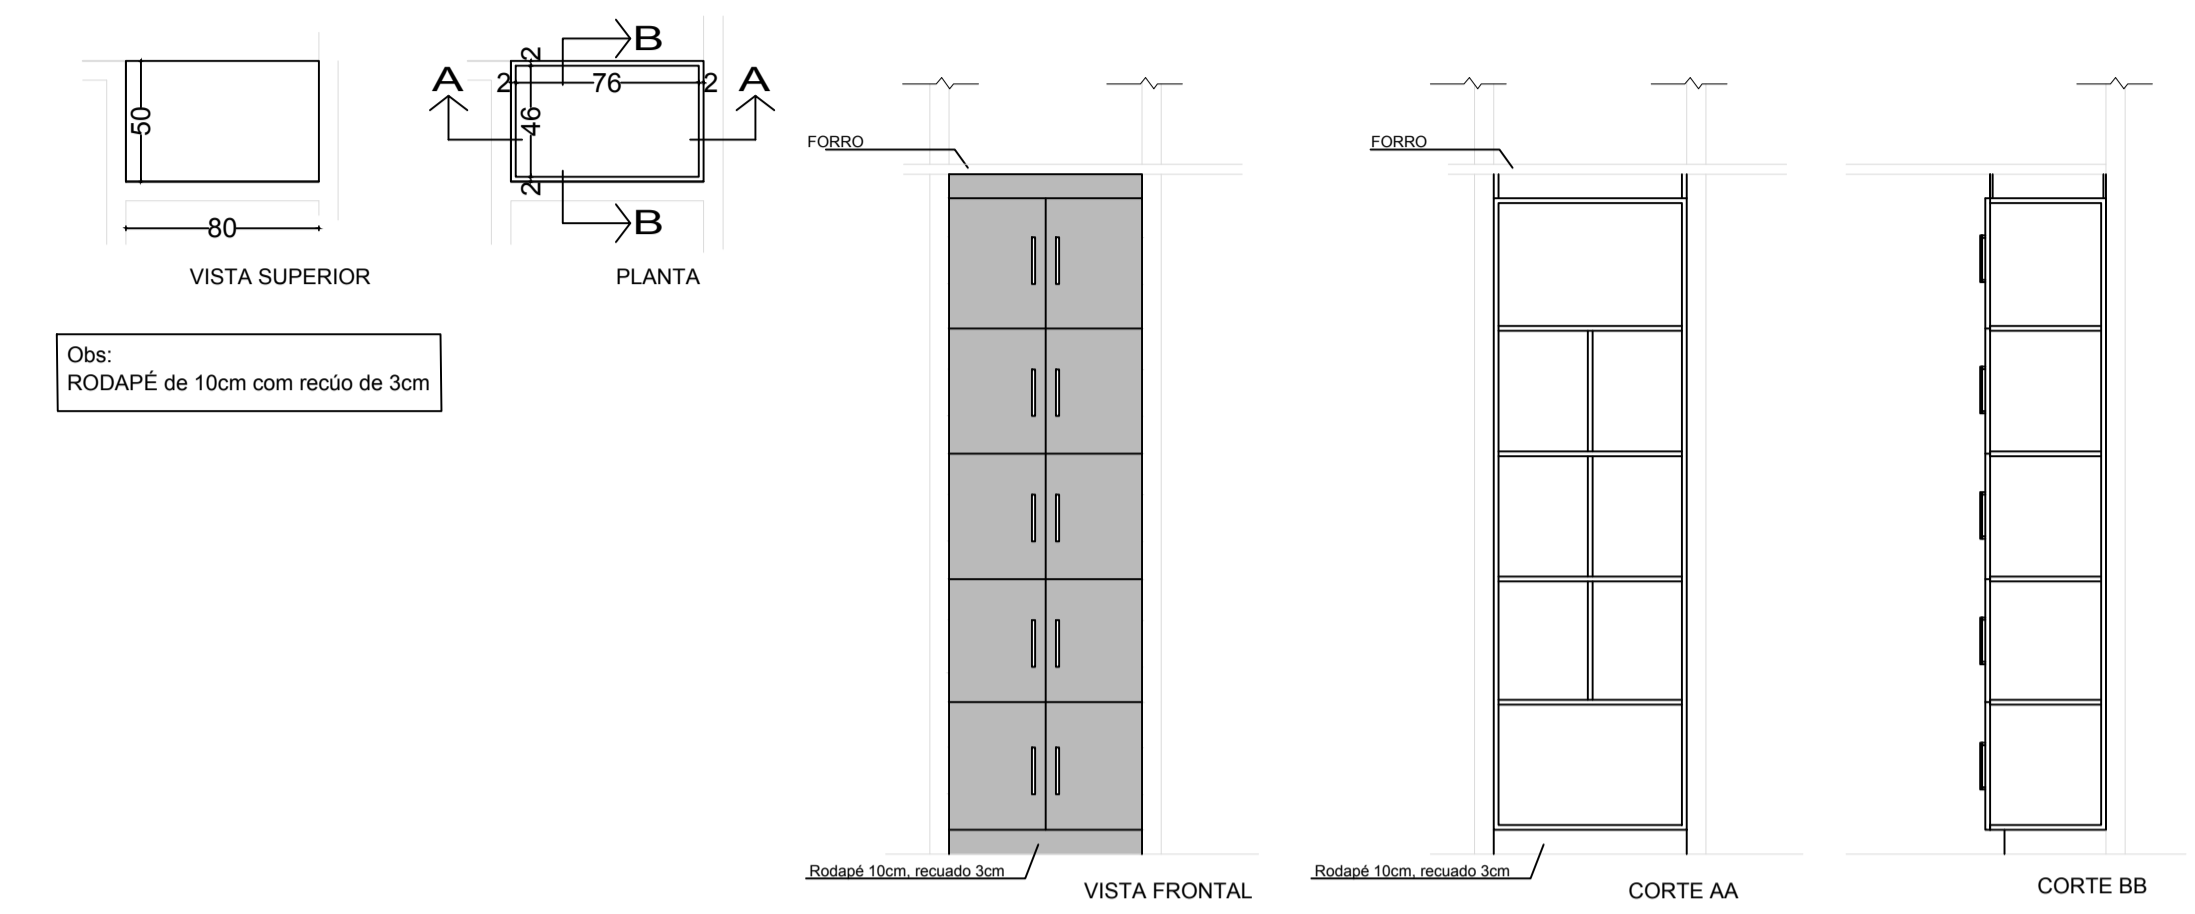 50
80
VISTA SUPERIOR
B
2
A
2
76
2
A
46
2
B
PLANTA
Obs:
RODAPÉ de 10cm com recúo de 3cm
FORRO
Rodapé 10cm, recuado 3cm
VISTA FRONTAL
FORRO
Rodapé 10cm, recuado 3cm
CORTE AA
CORTE BB